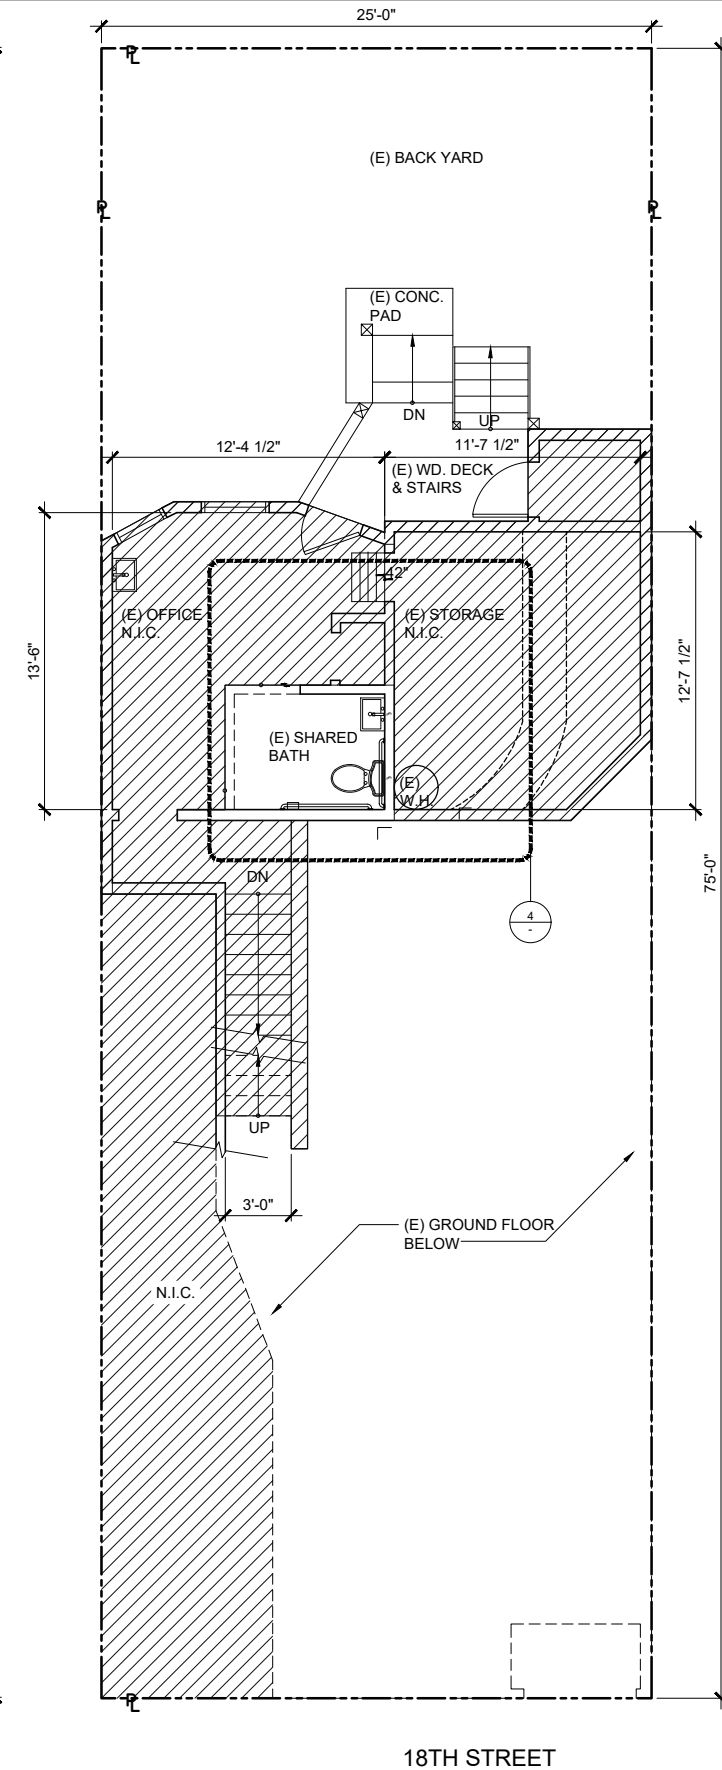 25'-0"
PL
(E) BACK YARD
PL
PL
(E) CONC.
PAD
DN
UP
12'-4 1/2"
11'-7 1/2"
(E) WD. DECK
& STAIRS
42"
(E) OFFICE
N.I.C.
(E) STORAGE
N.I.C.
13'-6"
12'-7 1/2"
(E) SHARED
BATH
(E)
W.H.
75'-0"
DN
4
-
UP
3'-0"
(E) GROUND FLOOR
BELOW
N.I.C.
PL
18TH STREET